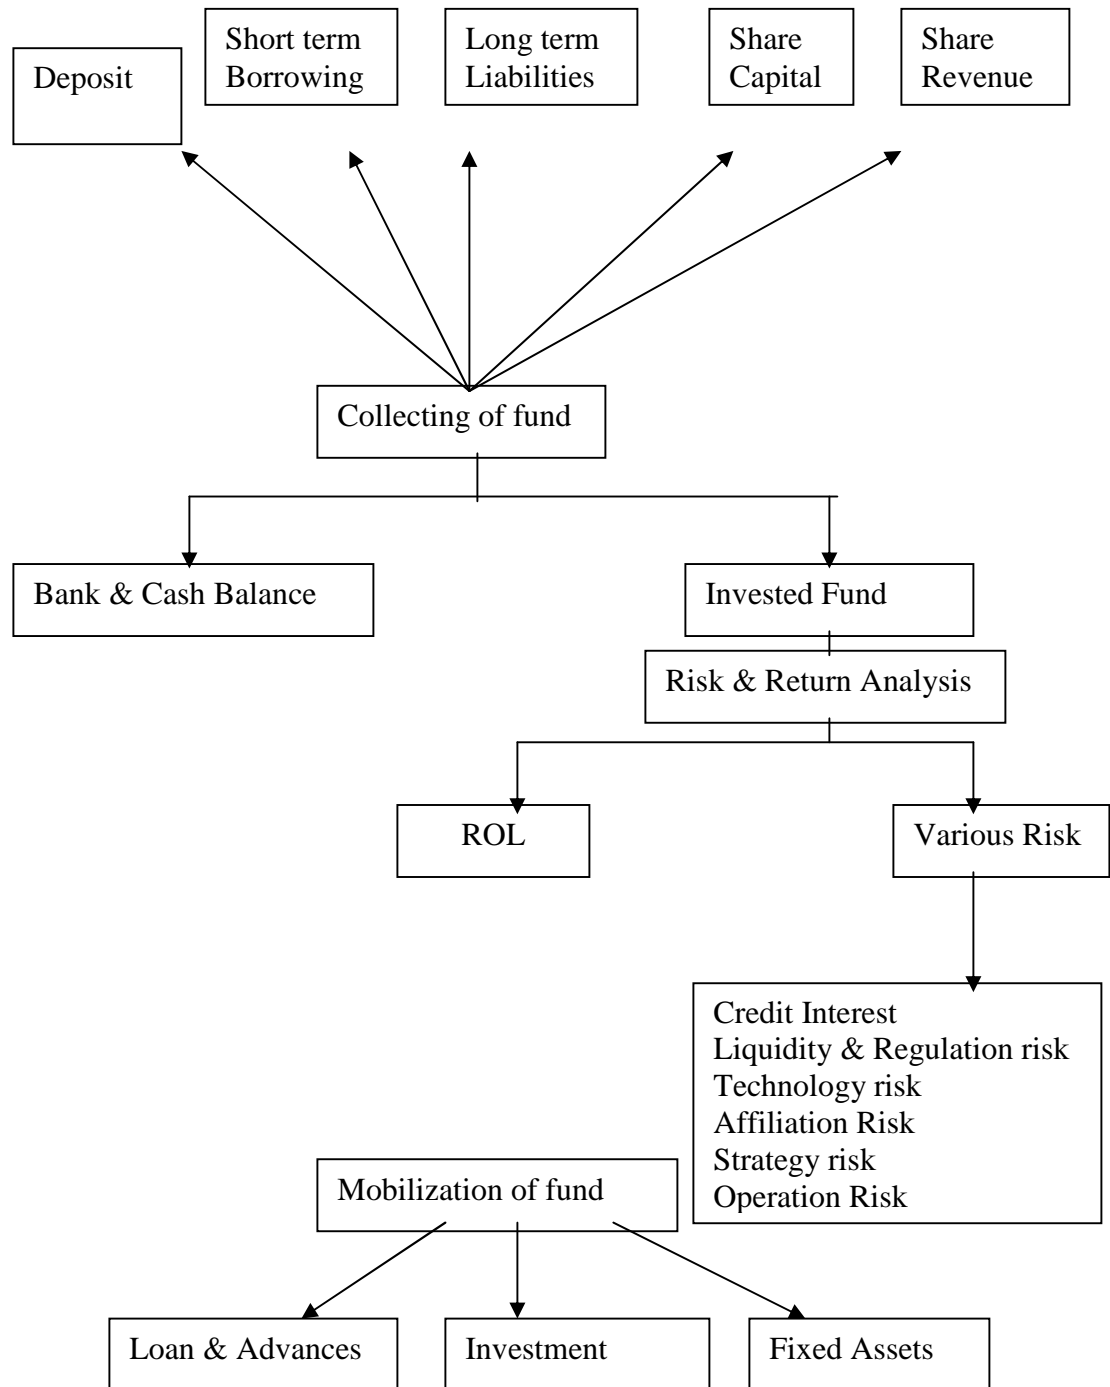 Deposit
Short term
Borrowing
Long term
Liabilities
Share
Capital
Share
Revenue
Collecting of fund
Bank & Cash Balance
Invested Fund
Risk & Return Analysis
ROL
Various Risk
Credit Interest
Liquidity & Regulation risk
Technology risk
Affiliation Risk
Strategy risk
Operation Risk
Mobilization of fund
Loan & Advances
Investment
Fixed Assets